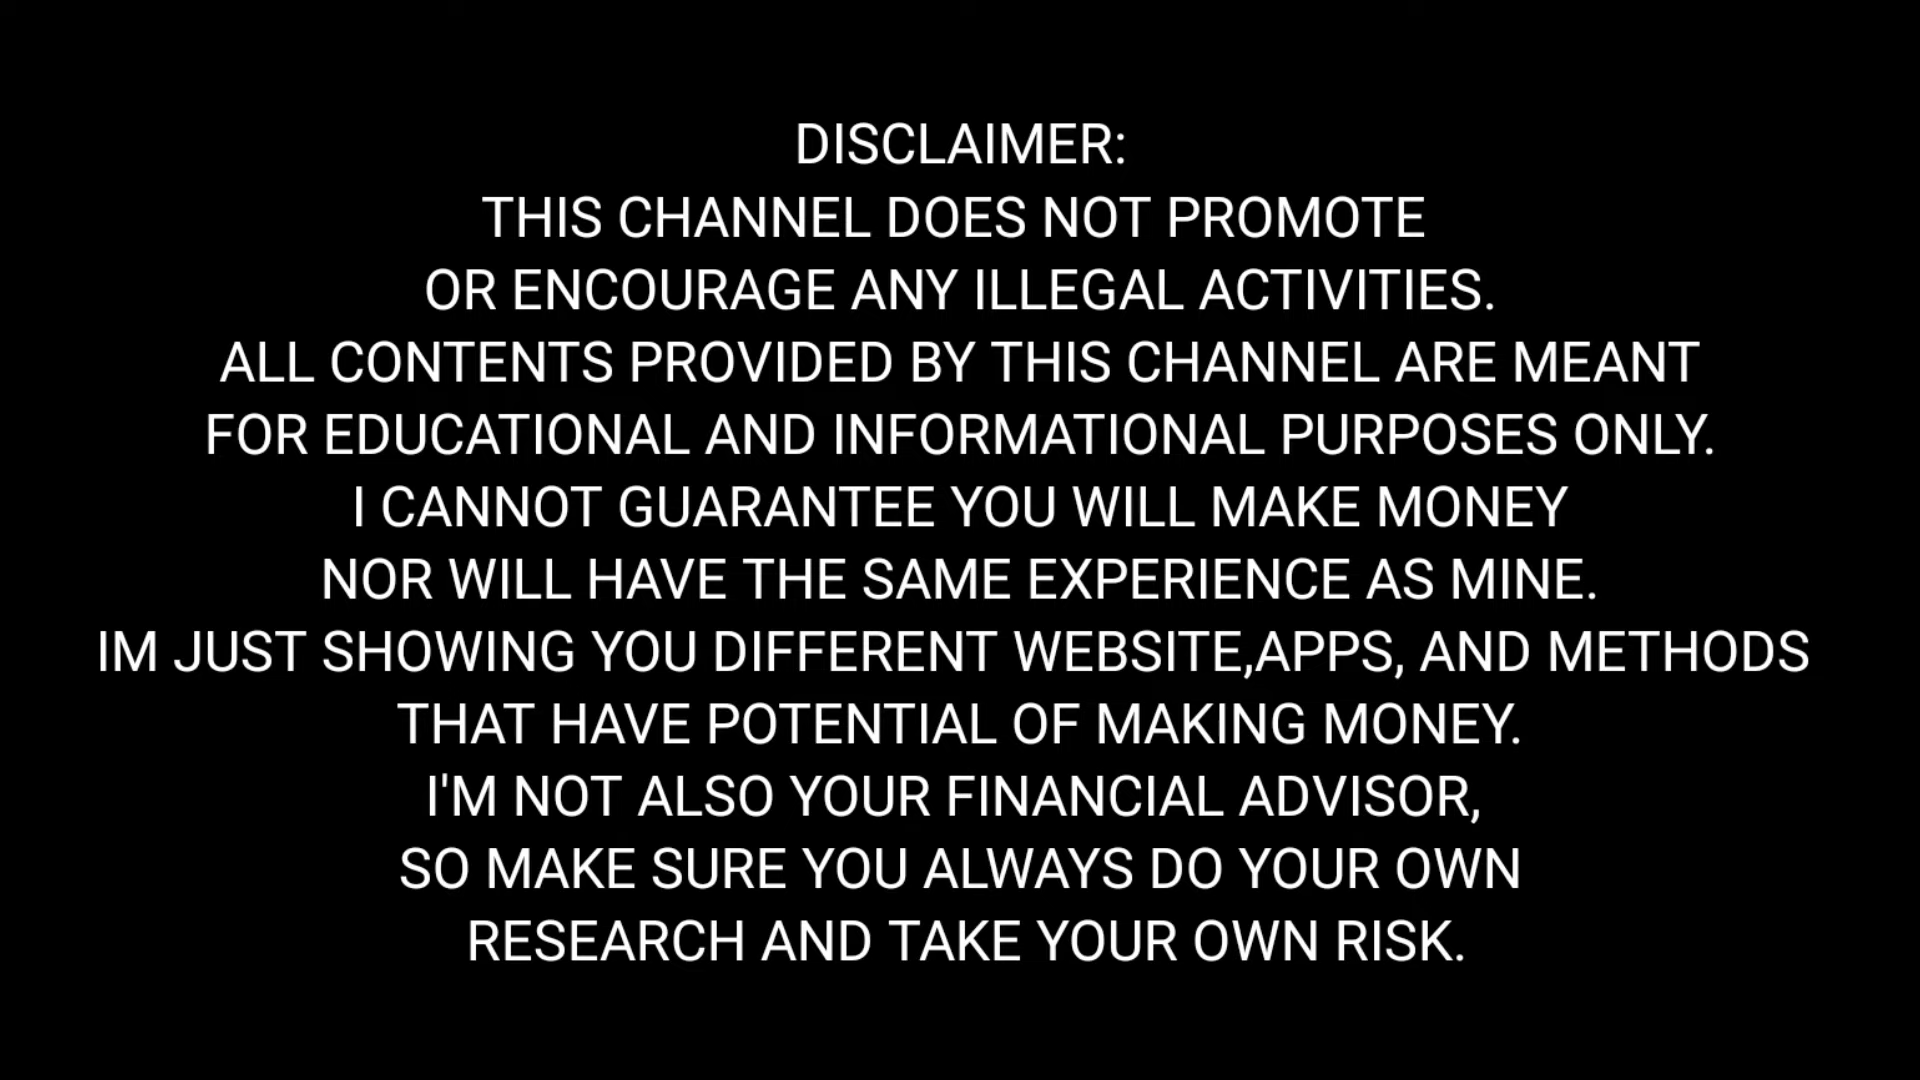 DISCLAIMER:
THIS CHANNEL DOES NOT PROMOTE
OR ENCOURAGE ANY ILLEGAL ACTIVITIES.
ALL CONTENTS PROVIDED BY THIS CHANNEL ARE MEANT
FOR EDUCATIONAL AND INFORMATIONAL PURPOSES ONLY.
I CANNOT GUARANTEE YOU WILL MAKE MONEY
NOR WILL HAVE THE SAME EXPERIENCE AS MINE.
IM JUST SHOWING YOU DIFFERENT WEBSITE,APPS, AND METHODS
THAT HAVE POTENTIAL OF MAKING MONEY.
I'M NOT ALSO YOUR FINANCIAL ADVISOR,
SO MAKE SURE YOU ALWAYS DO YOUR OWN
RESEARCH AND TAKE YOUR OWN RISK.